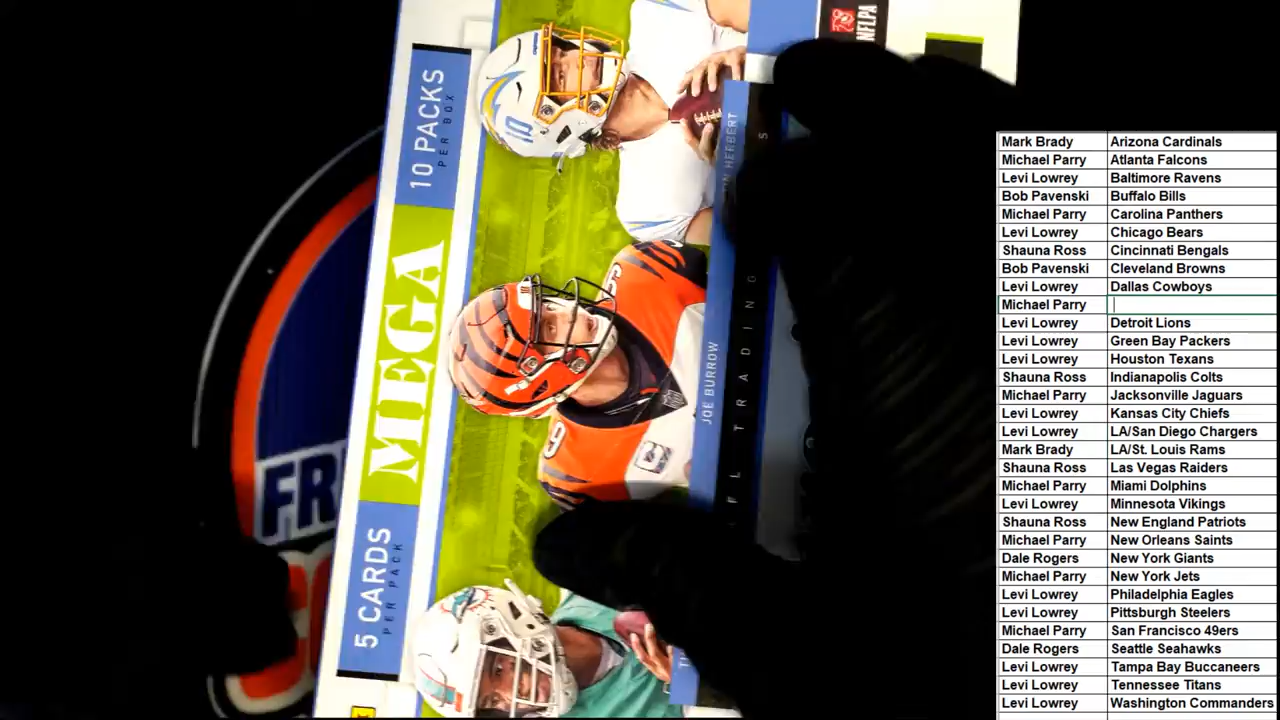 10 PACKS
PER BOX
MEGA
5 CARDS
PER PACK
HERBERT
JOE BURROW
NFLPA
FR
9
Mark Brady Arizona Cardinals
Michael Parry Atlanta Falcons
Levi Lowrey Baltimore Ravens
Bob Pavenski Buffalo Bills
Michael Parry Carolina Panthers
Levi Lowrey Chicago Bears
Shauna Ross Cincinnati Bengals
Bob Pavenski Cleveland Browns
Levi Lowrey Dallas Cowboys
Michael Parry
Levi Lowrey Detroit Lions
Levi Lowrey Green Bay Packers
Levi Lowrey Houston Texans
Shauna Ross Indianapolis Colts
Michael Parry Jacksonville Jaguars
Levi Lowrey Kansas City Chiefs
Levi Lowrey LA/San Diego Chargers
Mark Brady LA/St. Louis Rams
Shauna Ross Las Vegas Raiders
Michael Parry Miami Dolphins
Levi Lowrey Minnesota Vikings
Shauna Ross New England Patriots
Michael Parry New Orleans Saints
Dale Rogers New York Giants
Michael Parry New York Jets
Levi Lowrey Philadelphia Eagles
Levi Lowrey Pittsburgh Steelers
Michael Parry San Francisco 49ers
Dale Rogers Seattle Seahawks
Levi Lowrey Tampa Bay Buccaneers
Levi Lowrey Tennessee Titans
Levi Lowrey Washington Commanders